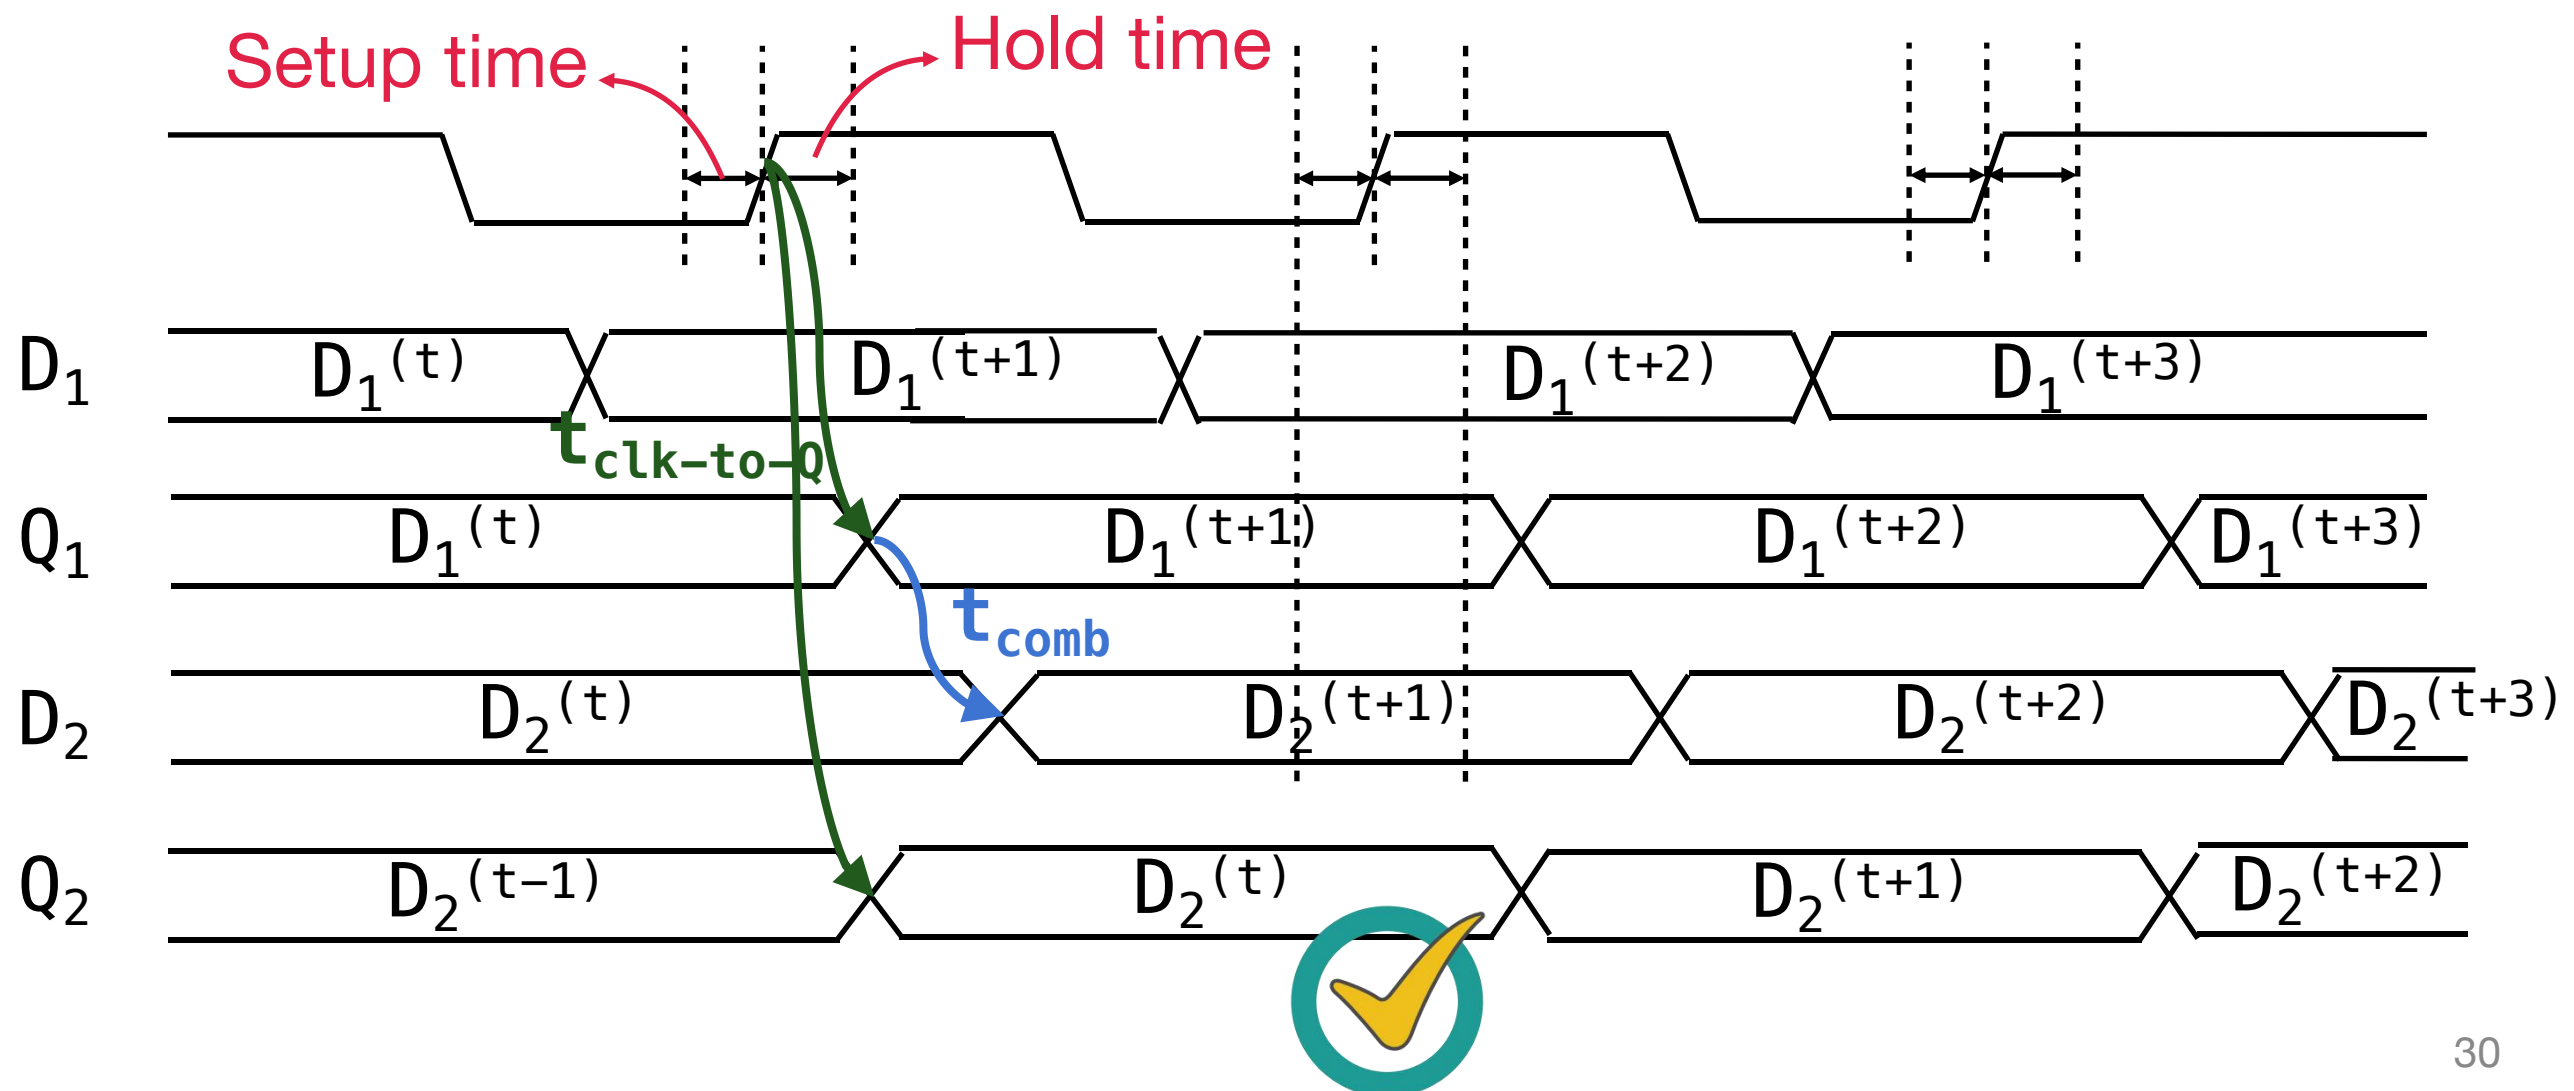 Setup time
Hold time
D₁ D₁⁽ᵗ⁾ D₁⁽ᵗ⁺¹⁾ D₁⁽ᵗ⁺²⁾ D₁⁽ᵗ⁺³⁾
t_clk-to-Q
Q₁ D₁⁽ᵗ⁾ D₁⁽ᵗ⁺¹⁾ D₁⁽ᵗ⁺²⁾ D₁⁽ᵗ⁺³⁾
t_comb
D₂ D₂⁽ᵗ⁾ D₂⁽ᵗ⁺¹⁾ D₂⁽ᵗ⁺²⁾ D₂⁽ᵗ⁺³⁾
Q₂ D₂⁽ᵗ⁻¹⁾ D₂⁽ᵗ⁾ D₂⁽ᵗ⁺¹⁾ D₂⁽ᵗ⁺²⁾
30